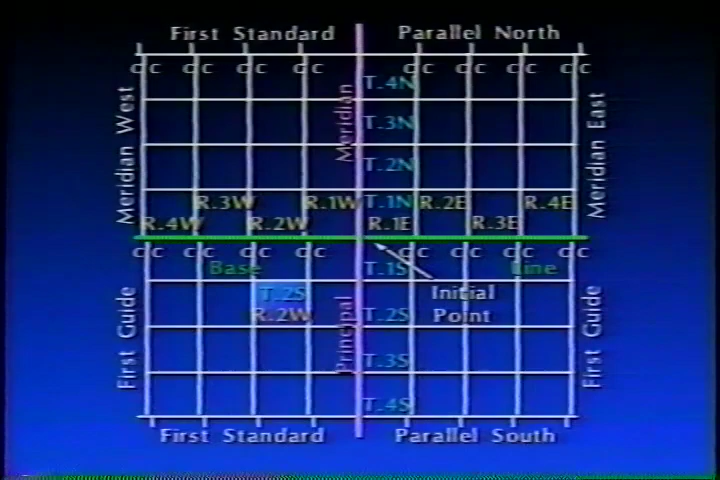 First Standard Parallel North
C C C C C C C C C C C C C C C C
T.4N
Meridian West
Meridian
Meridian East
T.3N
T.2N
R.3W R.1W T.1N R.2E R.4E
R.4W R.2W R.1E R.3E
C C C C C C C C C C C C C C C C
Base Line
T.1S
T.2S Initial
R.2W T.2S Point
First Guide
Principal
First Guide
T.3S
T.4S
First Standard Parallel South